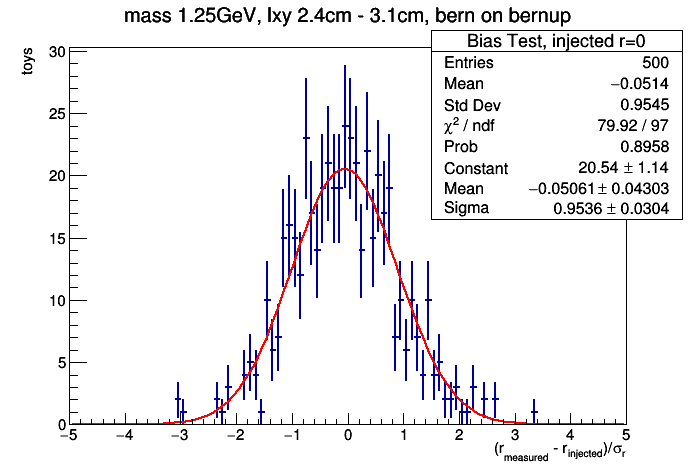 mass 1.25GeV, lxy 2.4cm - 3.1cm, bern on bernup
Bias Test, injected r=0
Entries 500
Mean −0.0514
Std Dev 0.9545
χ² / ndf 79.92 / 97
Prob 0.8958
Constant 20.54 ± 1.14
Mean −0.05061 ± 0.04303
Sigma 0.9536 ± 0.0304
toys
30
25
20
15
10
5
0
−5 −4 −3 −2 −1 0 1 2 3 4 5
(r_measured - r_injected)/σ_r